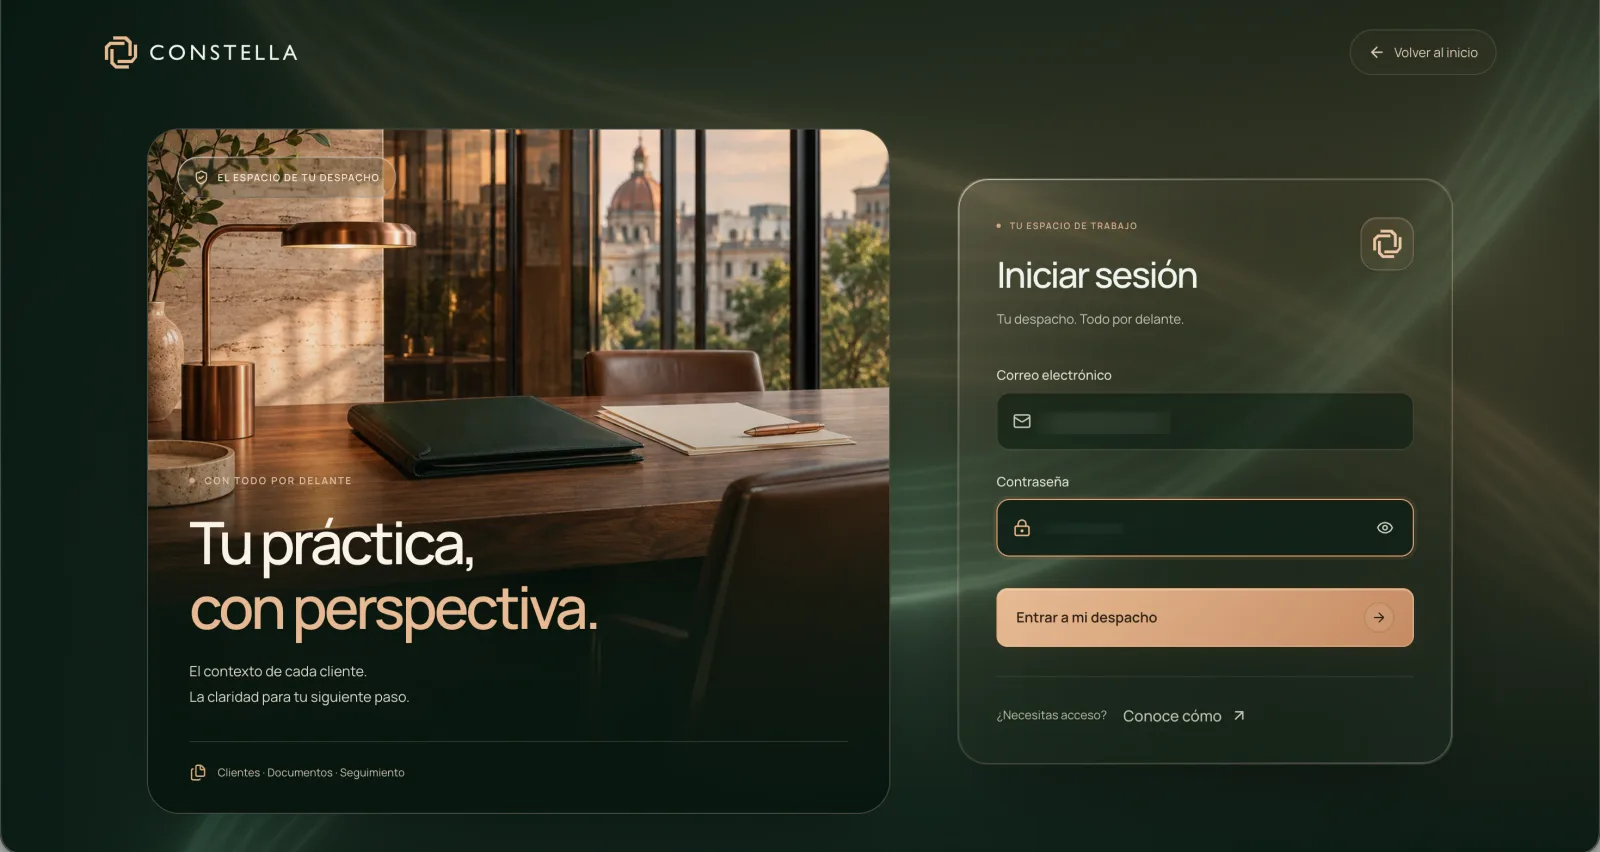 CONSTELLA
Volver al inicio
EL ESPACIO DE TU DESPACHO
CON TODO POR DELANTE
Tu práctica,
con perspectiva.
El contexto de cada cliente.
La claridad para tu siguiente paso.
Clientes · Documentos · Seguimiento
TU ESPACIO DE TRABAJO
Iniciar sesión
Tu despacho. Todo por delante.
Correo electrónico
Contraseña
Entrar a mi despacho
¿Necesitas acceso? Conoce cómo